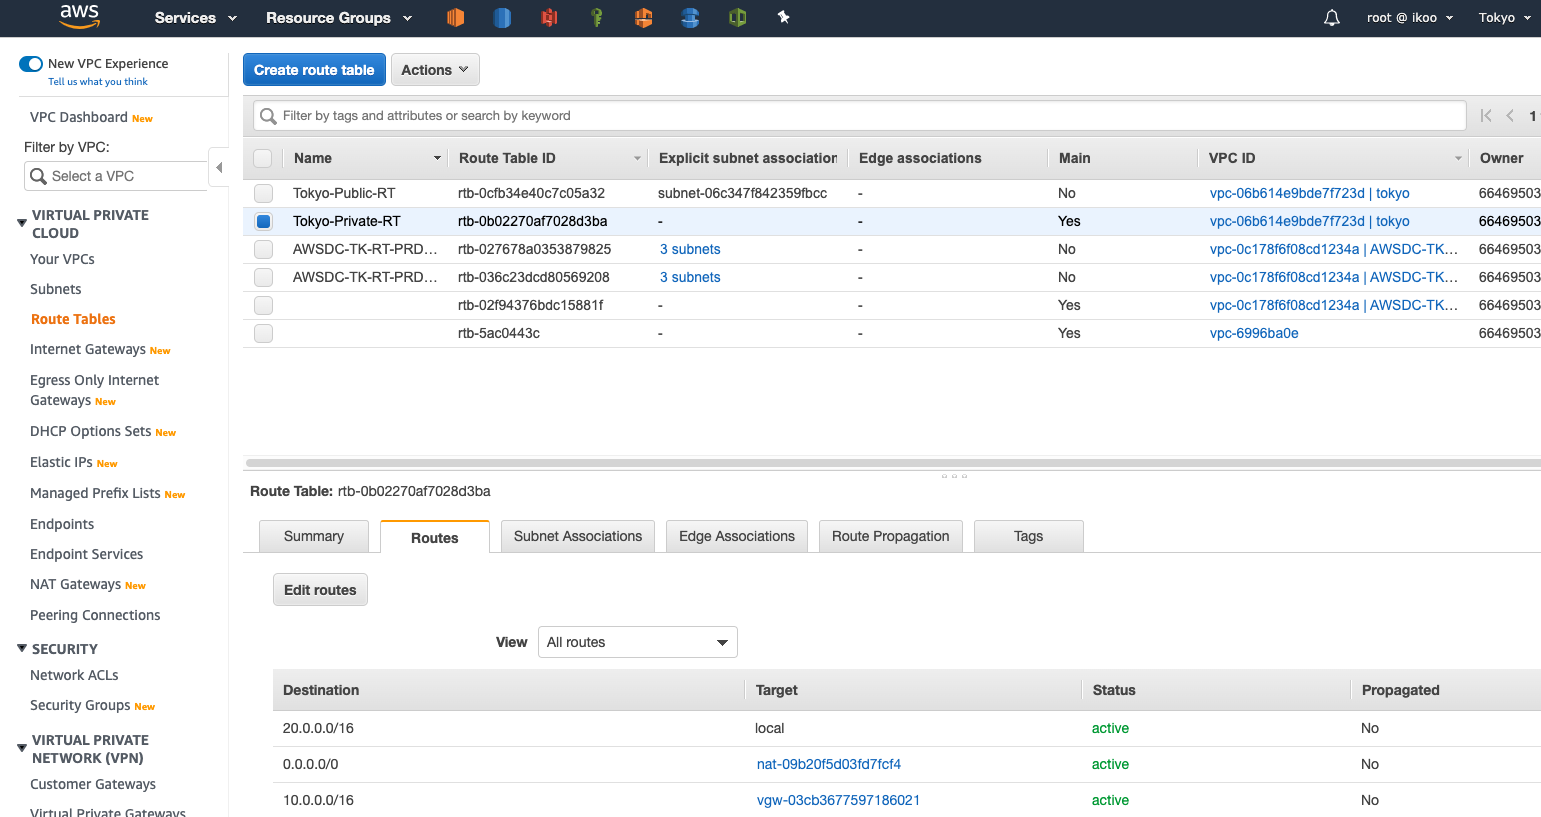 aws Services Resource Groups root @ ikoo Tokyo
New VPC Experience
Tell us what you think
VPC Dashboard New
Filter by VPC:
Select a VPC
VIRTUAL PRIVATE
CLOUD
Your VPCs
Subnets
Route Tables
Internet Gateways New
Egress Only Internet
Gateways New
DHCP Options Sets New
Elastic IPs New
Managed Prefix Lists New
Endpoints
Endpoint Services
NAT Gateways New
Peering Connections
SECURITY
Network ACLs
Security Groups New
VIRTUAL PRIVATE
NETWORK (VPN)
Customer Gateways
Virtual Private Gateways
Create route table Actions
Filter by tags and attributes or search by keyword 1
Name Route Table ID Explicit subnet association Edge associations Main VPC ID Owner
Tokyo-Public-RT rtb-0cfb34e40c7c05a32 subnet-06c347f842359fbcc - No vpc-06b614e9bde7f723d | tokyo 66469503
Tokyo-Private-RT rtb-0b02270af7028d3ba - - Yes vpc-06b614e9bde7f723d | tokyo 66469503
AWSDC-TK-RT-PRD... rtb-027678a0353879825 3 subnets - No vpc-0c178f6f08cd1234a | AWSDC-TK... 66469503
AWSDC-TK-RT-PRD... rtb-036c23dcd80569208 3 subnets - No vpc-0c178f6f08cd1234a | AWSDC-TK... 66469503
rtb-02f94376bdc15881f - - Yes vpc-0c178f6f08cd1234a | AWSDC-TK... 66469503
rtb-5ac0443c - - Yes vpc-6996ba0e 66469503
Route Table: rtb-0b02270af7028d3ba
Summary Routes Subnet Associations Edge Associations Route Propagation Tags
Edit routes
View All routes
Destination Target Status Propagated
20.0.0.0/16 local active No
0.0.0.0/0 nat-09b20f5d03fd7fcf4 active No
10.0.0.0/16 vgw-03cb3677597186021 active No